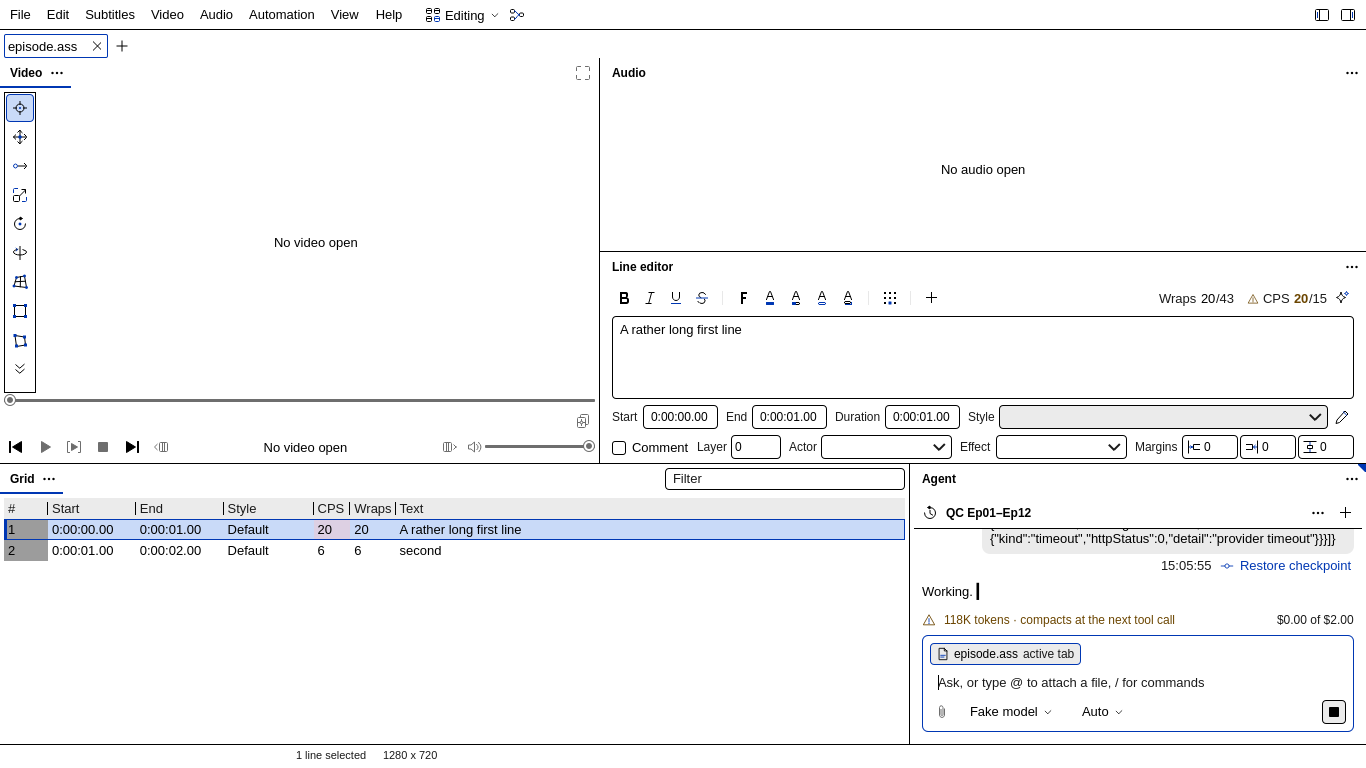 File Edit Subtitles Video Audio Automation View Help Editing
episode.ass
Video
No video open
No video open
Audio
No audio open
Line editor
B I U S F A A A A Wraps 20/43 CPS 20/15
A rather long first line
Start 0:00:00.00 End 0:00:01.00 Duration 0:00:01.00 Style
Comment Layer 0 Actor Effect Margins 0 0 0
Grid Filter
# Start End Style CPS Wraps Text
1 0:00:00.00 0:00:01.00 Default 20 20 A rather long first line
2 0:00:01.00 0:00:02.00 Default 6 6 second
Agent
QC Ep01–Ep12
{"kind":"timeout","httpStatus":0,"detail":"provider timeout"}}}]}
15:05:55 Restore checkpoint
Working.
118K tokens · compacts at the next tool call $0.00 of $2.00
episode.ass active tab
Ask, or type @ to attach a file, / for commands
Fake model Auto
1 line selected 1280 x 720